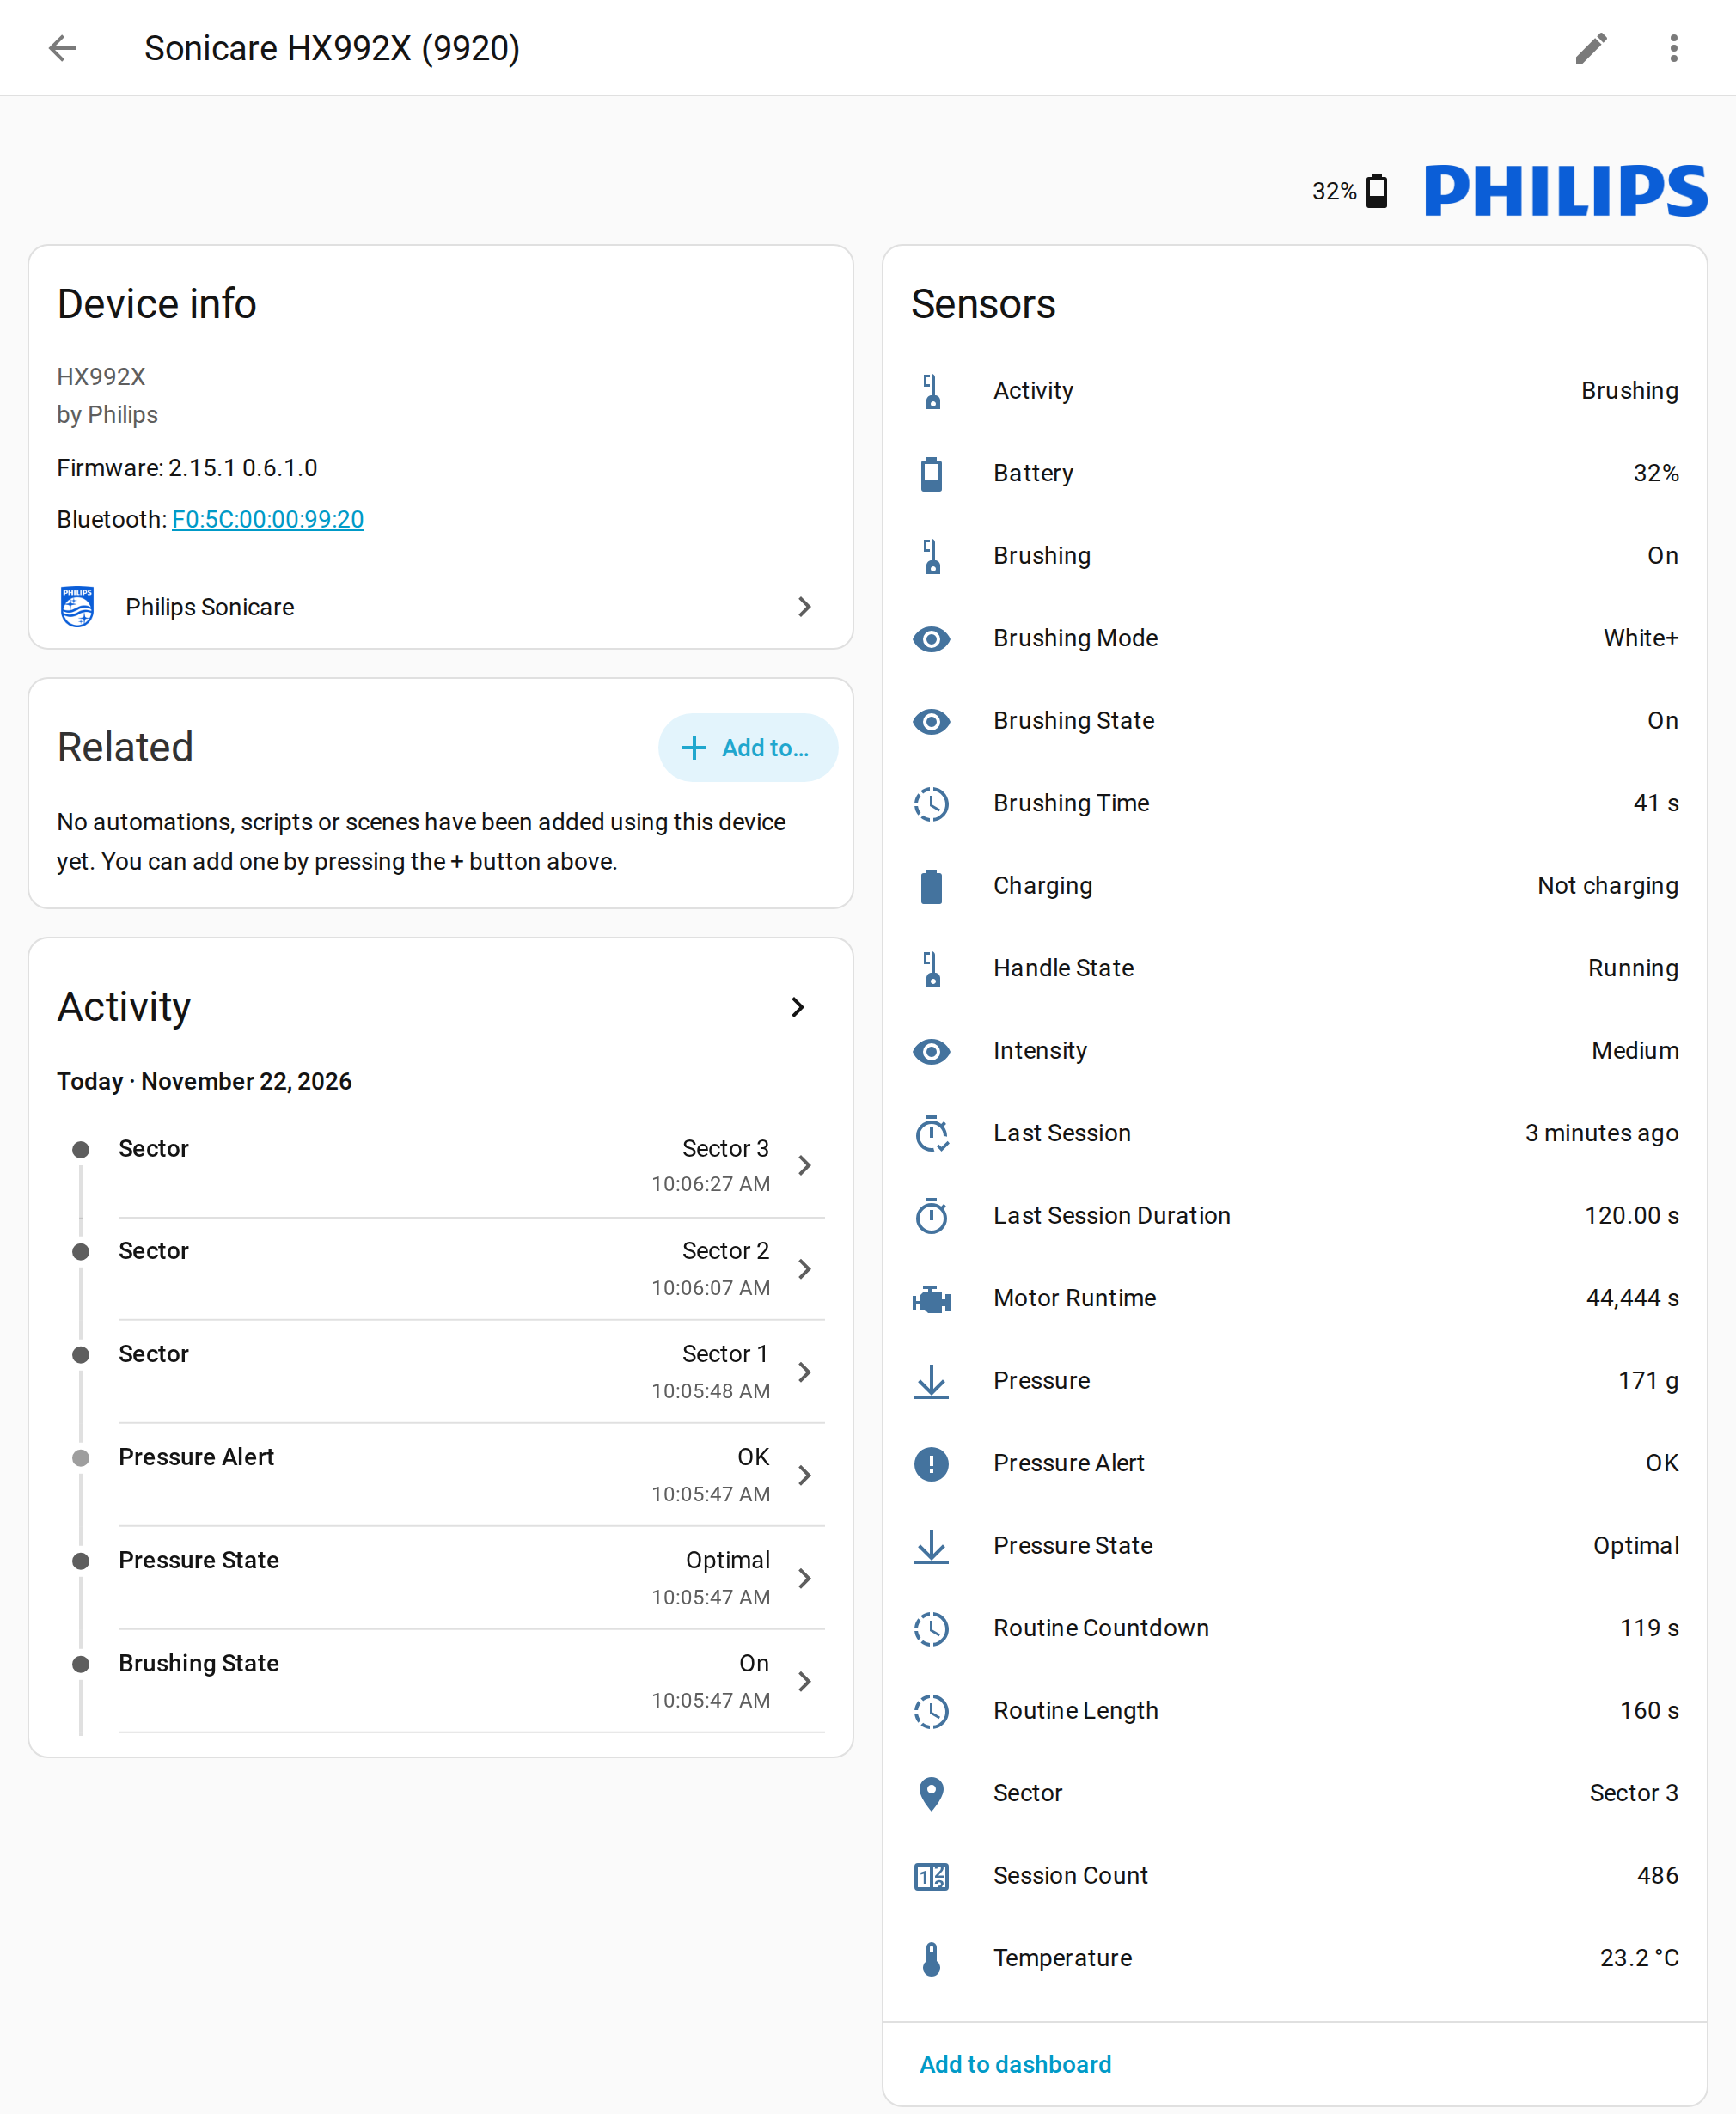 Sonicare HX992X (9920)
32%
PHILIPS
Device info
HX992X
by Philips
Firmware: 2.15.1 0.6.1.0
Bluetooth: F0:5C:00:00:99:20
PHILIPS
Philips Sonicare
Related
Add to...
No automations, scripts or scenes have been added using this device
yet. You can add one by pressing the + button above.
Activity
Today · November 22, 2026
Sector Sector 3
10:06:27 AM
Sector Sector 2
10:06:07 AM
Sector Sector 1
10:05:48 AM
Pressure Alert OK
10:05:47 AM
Pressure State Optimal
10:05:47 AM
Brushing State On
10:05:47 AM
Sensors
Activity Brushing
Battery 32%
Brushing On
Brushing Mode White+
Brushing State On
Brushing Time 41 s
Charging Not charging
Handle State Running
Intensity Medium
Last Session 3 minutes ago
Last Session Duration 120.00 s
Motor Runtime 44,444 s
Pressure 171 g
Pressure Alert OK
Pressure State Optimal
Routine Countdown 119 s
Routine Length 160 s
Sector Sector 3
Session Count 486
Temperature 23.2 °C
Add to dashboard